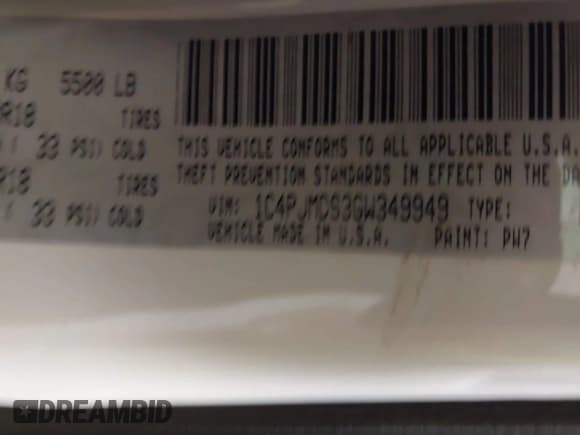 KG 5500 LB
R18 TIRES
33 PSI) COLD
R18 TIRES
33 PSI) COLD
THIS VEHICLE CONFORMS TO ALL APPLICABLE U.S.A.
THEFT PREVENTION STANDARDS IN EFFECT ON THE DA
VIN: 1C4PJMDS3GW349949 TYPE:
VEHICLE MADE IN U.S.A. PAINT: PW7
DREAMBID